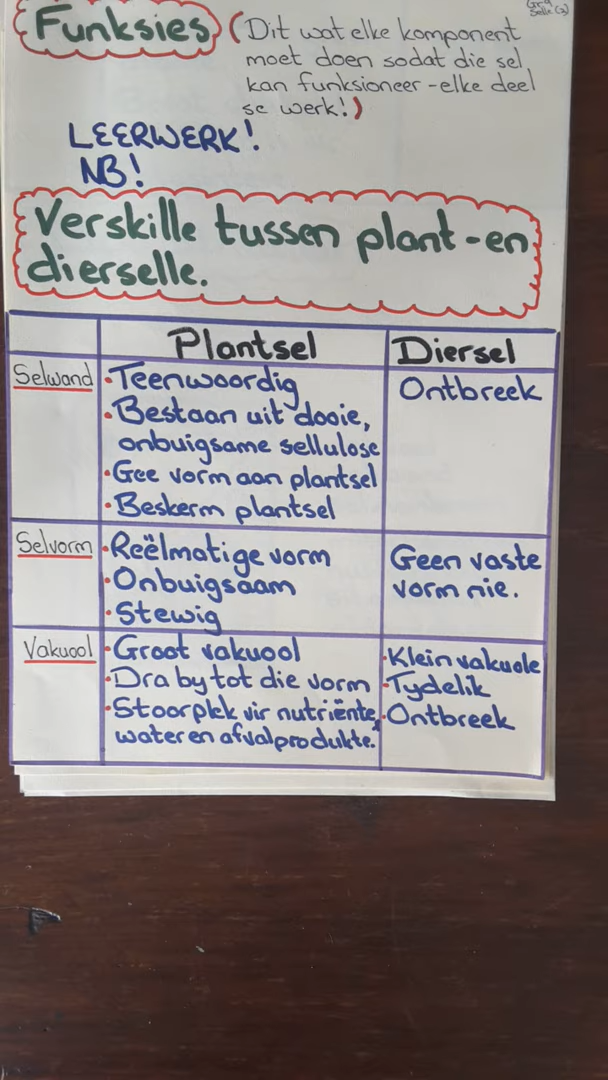 Funksies (Dit wat elke komponent
moet doen sodat die sel
kan funksioneer - elke deel
se werk!)
LEERWERK!
NB!
Verskille tussen plant-en
dierselle.
Plantsel Diersel
Selwand
•Teenwoordig
•Bestaan uit dooie,
onbuigsame sellulose
•Gee vorm aan plantsel
•Beskerm plantsel
Ontbreek
Selvorm
•Reëlmatige vorm
•Onbuigsaam
•Stewig
Geen vaste
vorm nie.
Vakuool
•Groot vakuool
•Dra by tot die vorm
•Stoorplek vir nutriënte,
water en afvalprodukte.
•Klein vakuole
•Tydelik
•Ontbreek